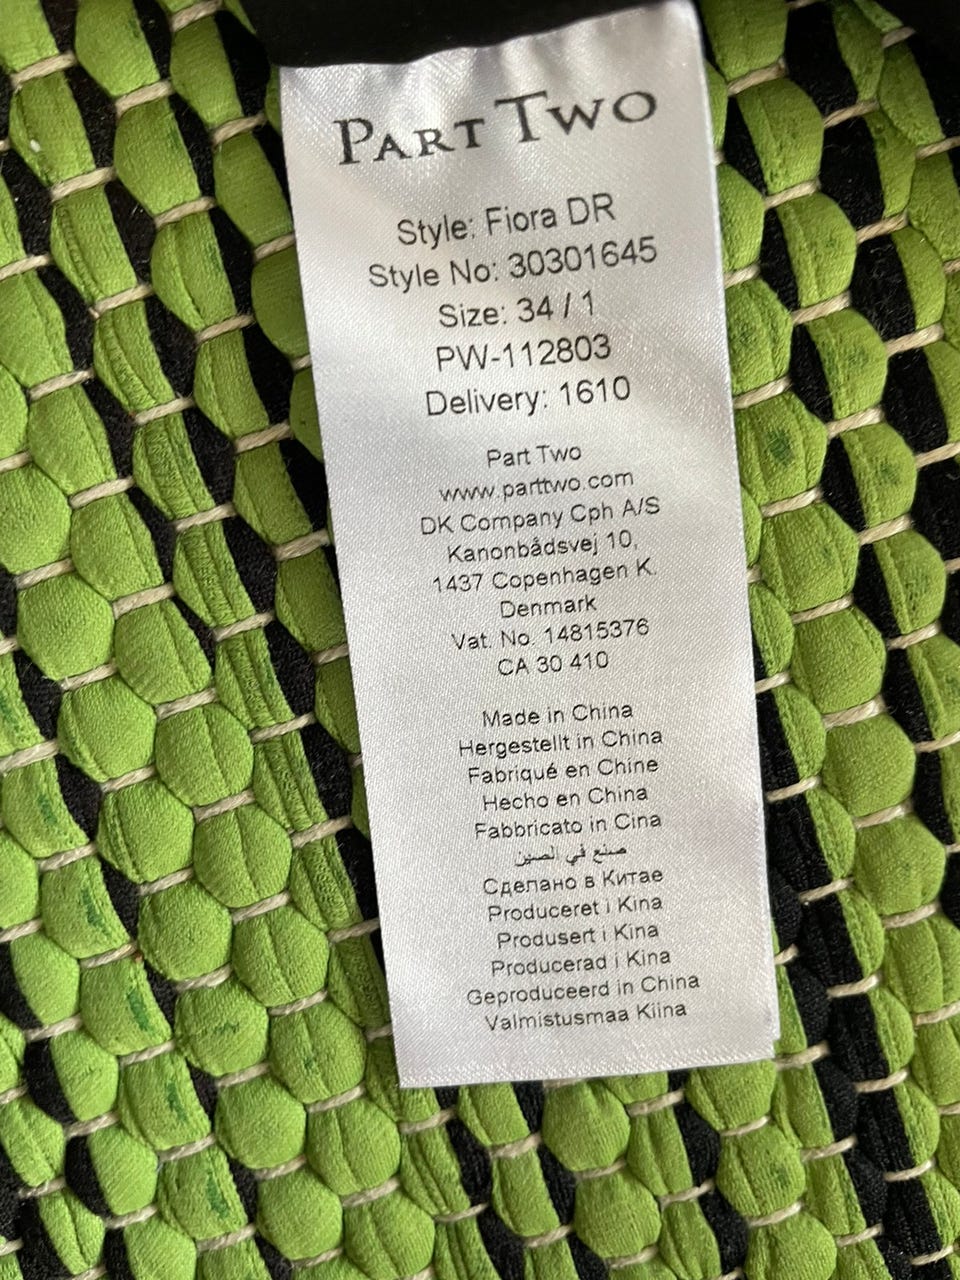 PART TWO
Style: Fiora DR
Style No: 30301645
Size: 34 / 1
PW-112803
Delivery: 1610
Part Two
www.parttwo.com
DK Company Cph A/S
Kanonbådsvej 10,
1437 Copenhagen K.
Denmark
Vat. No. 14815376
CA 30 410
Made in China
Hergestellt in China
Fabriqué en Chine
Hecho en China
Fabbricato in Cina
صنع في الصين
Сделано в Китае
Produceret i Kina
Produsert i Kina
Producerad i Kina
Geproduceerd in China
Valmistusmaa Kiina